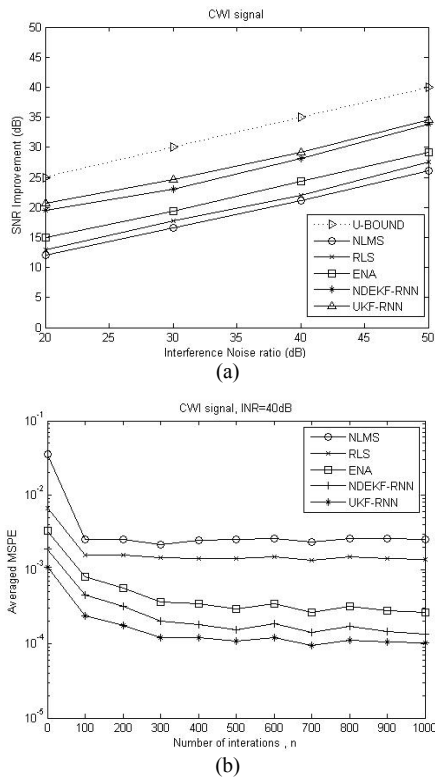 CWI signal
50
45
40
35
30
25
20
15
10
5
0
SNR Improvement (dB)
U-BOUND
NLMS
RLS
ENA
NDEKF-RNN
UKF-RNN
20 25 30 35 40 45 50
Interference Noise ratio (dB)
(a)
CWI signal, INR=40dB
10-1
10-2
10-3
10-4
10-5
Averaged MSPE
NLMS
RLS
ENA
NDEKF-RNN
UKF-RNN
0 100 200 300 400 500 600 700 800 900 1000
Number of interations , n
(b)